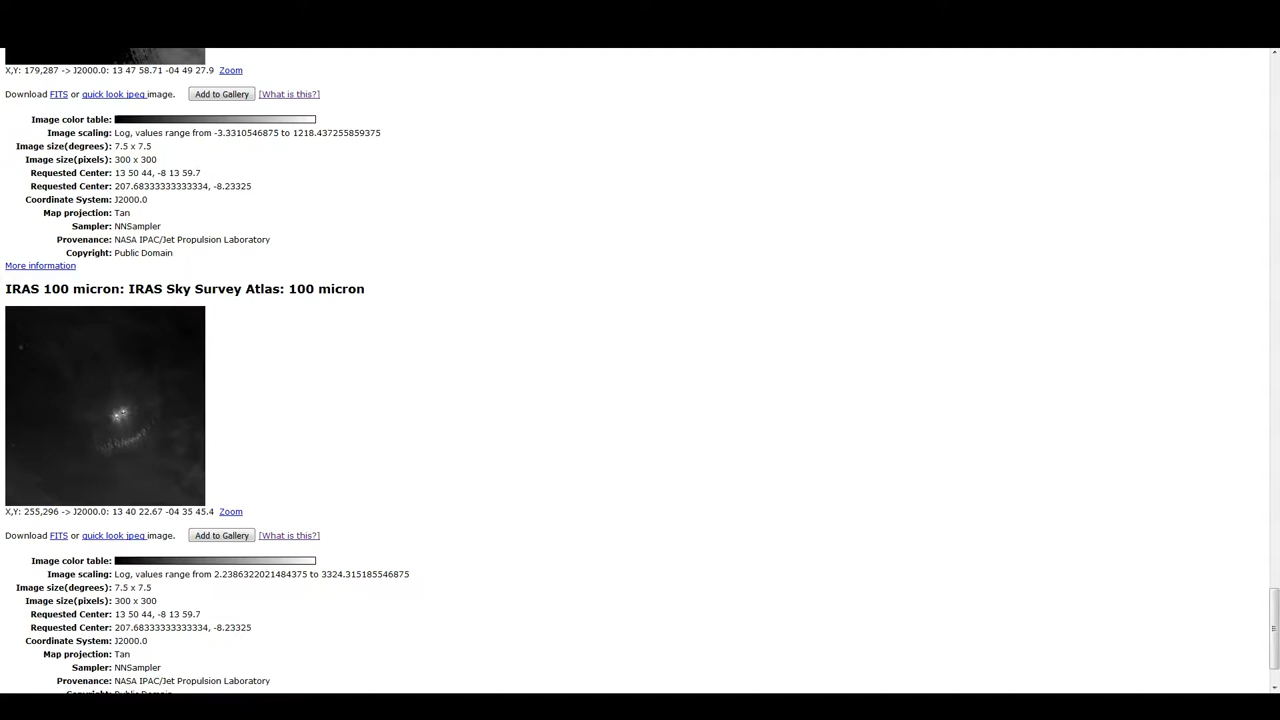 X,Y: 179,287 -> J2000.0: 13 47 58.71 -04 49 27.9 Zoom
Download FITS or quick look jpeg image. Add to Gallery [What is this?]
Image color table:
Image scaling: Log, values range from -3.3310546875 to 1218.437255859375
Image size(degrees): 7.5 x 7.5
Image size(pixels): 300 x 300
Requested Center: 13 50 44, -8 13 59.7
Requested Center: 207.68333333333334, -8.23325
Coordinate System: J2000.0
Map projection: Tan
Sampler: NNSampler
Provenance: NASA IPAC/Jet Propulsion Laboratory
Copyright: Public Domain
More information
IRAS 100 micron: IRAS Sky Survey Atlas: 100 micron
X,Y: 255,296 -> J2000.0: 13 40 22.67 -04 35 45.4 Zoom
Download FITS or quick look jpeg image. Add to Gallery [What is this?]
Image color table:
Image scaling: Log, values range from 2.2386322021484375 to 3324.315185546875
Image size(degrees): 7.5 x 7.5
Image size(pixels): 300 x 300
Requested Center: 13 50 44, -8 13 59.7
Requested Center: 207.68333333333334, -8.23325
Coordinate System: J2000.0
Map projection: Tan
Sampler: NNSampler
Provenance: NASA IPAC/Jet Propulsion Laboratory
Copyright: Public Domain